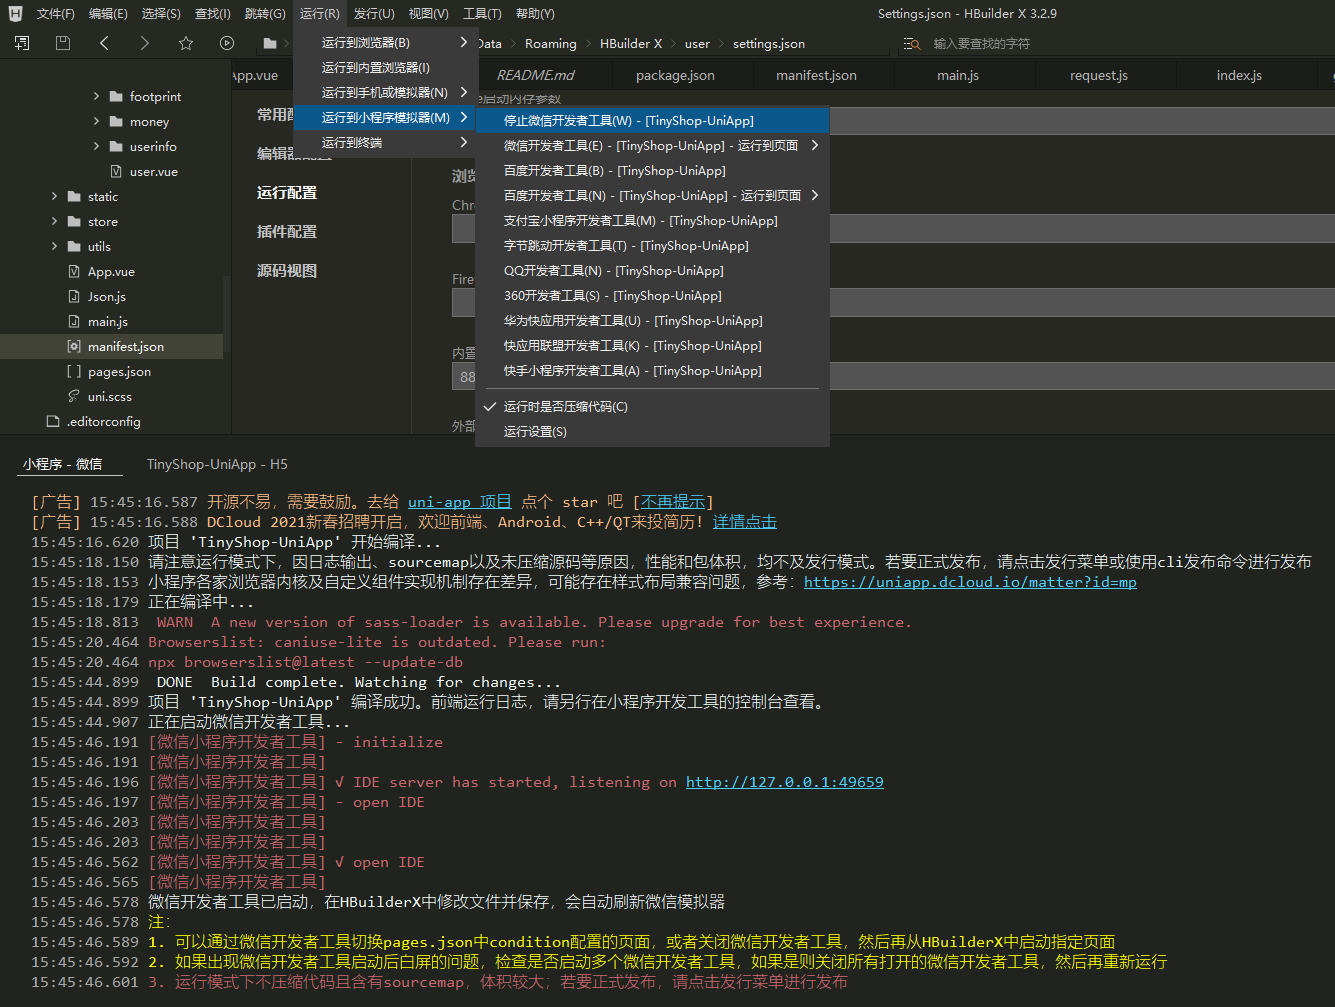 文件(F) 编辑(E) 选择(S) 查找(I) 跳转(G) 运行(R) 发行(U) 视图(V) 工具(T) 帮助(Y) Settings.json - HBuilder X 3.2.9
Data Roaming HBuilder X user settings.json 输入要查找的字符
App.vue README.md package.json manifest.json main.js request.js index.js
运行到浏览器(B)
运行到内置浏览器(I)
运行到手机或模拟器(N)
运行到小程序模拟器(M)
运行到终端
停止微信开发者工具(W) - [TinyShop-UniApp]
微信开发者工具(E) - [TinyShop-UniApp] - 运行到页面
百度开发者工具(B) - [TinyShop-UniApp]
百度开发者工具(N) - [TinyShop-UniApp] - 运行到页面
支付宝小程序开发者工具(M) - [TinyShop-UniApp]
字节跳动开发者工具(T) - [TinyShop-UniApp]
QQ开发者工具(N) - [TinyShop-UniApp]
360开发者工具(S) - [TinyShop-UniApp]
华为快应用开发者工具(U) - [TinyShop-UniApp]
快应用联盟开发者工具(K) - [TinyShop-UniApp]
快手小程序开发者工具(A) - [TinyShop-UniApp]
运行时是否压缩代码(C)
运行设置(S)
footprint
money
userinfo
user.vue
static
store
utils
App.vue
Json.js
main.js
manifest.json
pages.json
uni.scss
.editorconfig
常用配
编辑器配置
运行配置
插件配置
源码视图
e启动内存参数
浏览
Chr
Fire
内置
88
外部
小程序 - 微信 TinyShop-UniApp - H5
[广告] 15:45:16.587 开源不易，需要鼓励。去给 uni-app 项目 点个 star 吧 [不再提示]
[广告] 15:45:16.588 DCloud 2021新春招聘开启，欢迎前端、Android、C++/QT来投简历！详情点击
15:45:16.620 项目 'TinyShop-UniApp' 开始编译...
15:45:18.150 请注意运行模式下，因日志输出、sourcemap以及未压缩源码等原因，性能和包体积，均不及发行模式。若要正式发布，请点击发行菜单或使用cli发布命令进行发布
15:45:18.153 小程序各家浏览器内核及自定义组件实现机制存在差异，可能存在样式布局兼容问题，参考：https://uniapp.dcloud.io/matter?id=mp
15:45:18.179 正在编译中...
15:45:18.813 WARN A new version of sass-loader is available. Please upgrade for best experience.
15:45:20.464 Browserslist: caniuse-lite is outdated. Please run:
15:45:20.464 npx browserslist@latest --update-db
15:45:44.899 DONE Build complete. Watching for changes...
15:45:44.899 项目 'TinyShop-UniApp' 编译成功。前端运行日志，请另行在小程序开发工具的控制台查看。
15:45:44.907 正在启动微信开发者工具...
15:45:46.191 [微信小程序开发者工具] - initialize
15:45:46.191 [微信小程序开发者工具]
15:45:46.196 [微信小程序开发者工具] √ IDE server has started, listening on http://127.0.0.1:49659
15:45:46.197 [微信小程序开发者工具] - open IDE
15:45:46.203 [微信小程序开发者工具]
15:45:46.203 [微信小程序开发者工具]
15:45:46.562 [微信小程序开发者工具] √ open IDE
15:45:46.565 [微信小程序开发者工具]
15:45:46.578 微信开发者工具已启动，在HBuilderX中修改文件并保存，会自动刷新微信模拟器
15:45:46.578 注：
15:45:46.589 1. 可以通过微信开发者工具切换pages.json中condition配置的页面，或者关闭微信开发者工具，然后再从HBuilderX中启动指定页面
15:45:46.592 2. 如果出现微信开发者工具启动后白屏的问题，检查是否启动多个微信开发者工具，如果是则关闭所有打开的微信开发者工具，然后再重新运行
15:45:46.601 3. 运行模式下不压缩代码且含有sourcemap，体积较大；若要正式发布，请点击发行菜单进行发布